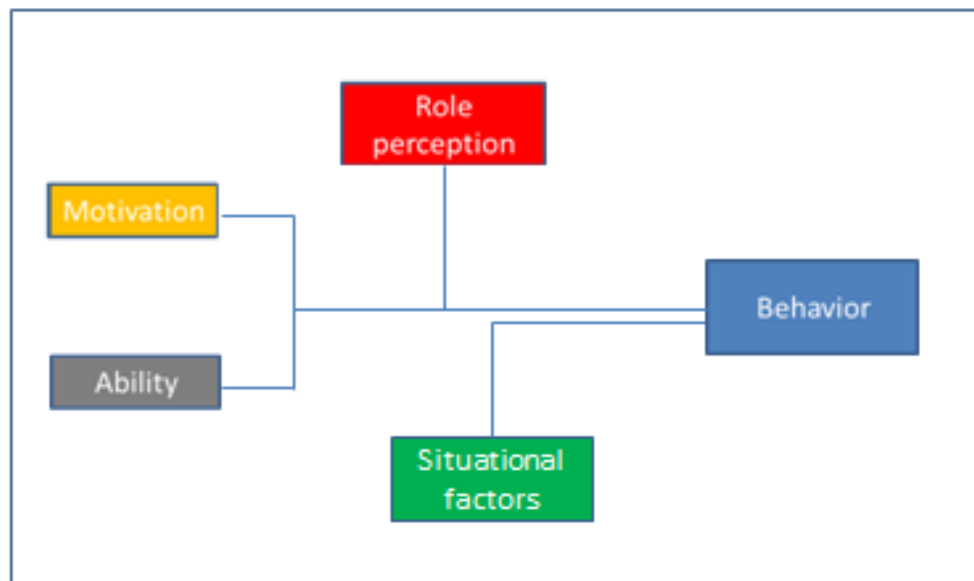 Role
perception
Motivation
Behavior
Ability
Situational
factors